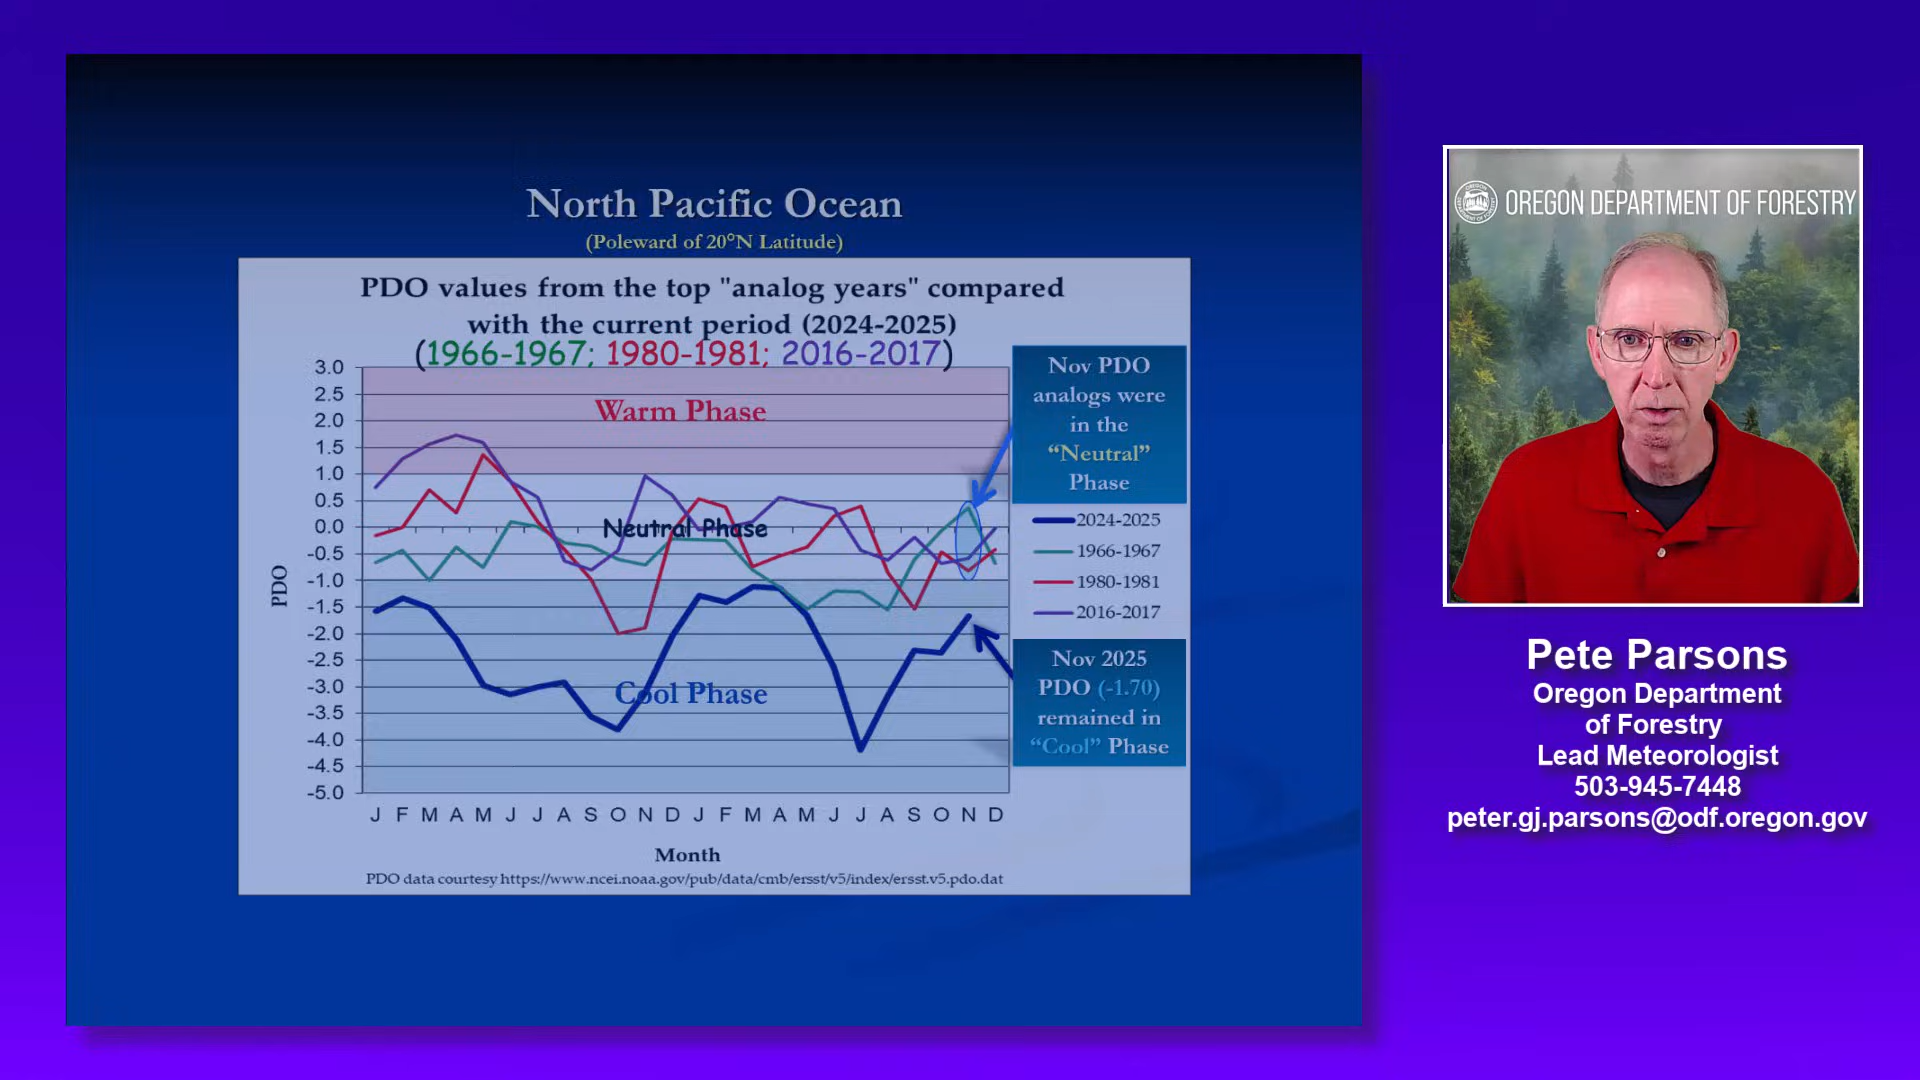 North Pacific Ocean
(Poleward of 20°N Latitude)
PDO values from the top "analog years" compared
with the current period (2024-2025)
(1966-1967; 1980-1981; 2016-2017)
3.0
2.5
2.0
1.5
1.0
0.5
0.0
-0.5
-1.0
-1.5
-2.0
-2.5
-3.0
-3.5
-4.0
-4.5
-5.0
PDO
Warm Phase
Neutral Phase
Cool Phase
J F M A M J J A S O N D J F M A M J J A S O N D
Month
PDO data courtesy https://www.ncei.noaa.gov/pub/data/cmb/ersst/v5/index/ersst.v5.pdo.dat
Nov PDO
analogs were
in the
“Neutral”
Phase
2024-2025
1966-1967
1980-1981
2016-2017
Nov 2025
PDO (-1.70)
remained in
“Cool” Phase
OREGON DEPARTMENT OF FORESTRY
Pete Parsons
Oregon Department
of Forestry
Lead Meteorologist
503-945-7448
peter.gj.parsons@odf.oregon.gov